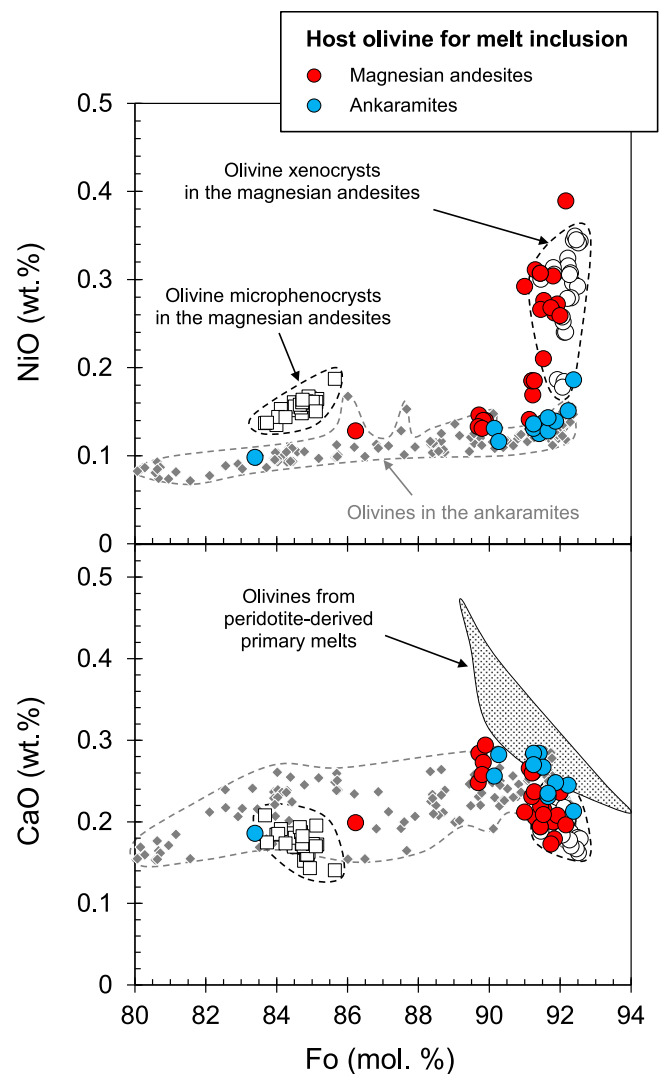 Host olivine for melt inclusion
Magnesian andesites
Ankaramites
0.5
0.4
0.3
0.2
0.1
0
NiO (wt.%)
Olivine xenocrysts
in the magnesian andesites
Olivine microphenocrysts
in the magnesian andesites
Olivines in the ankaramites
0.5
0.4
0.3
0.2
0.1
0
CaO (wt.%)
Olivines from
peridotite-derived
primary melts
80
82
84
86
88
90
92
94
Fo (mol. %)